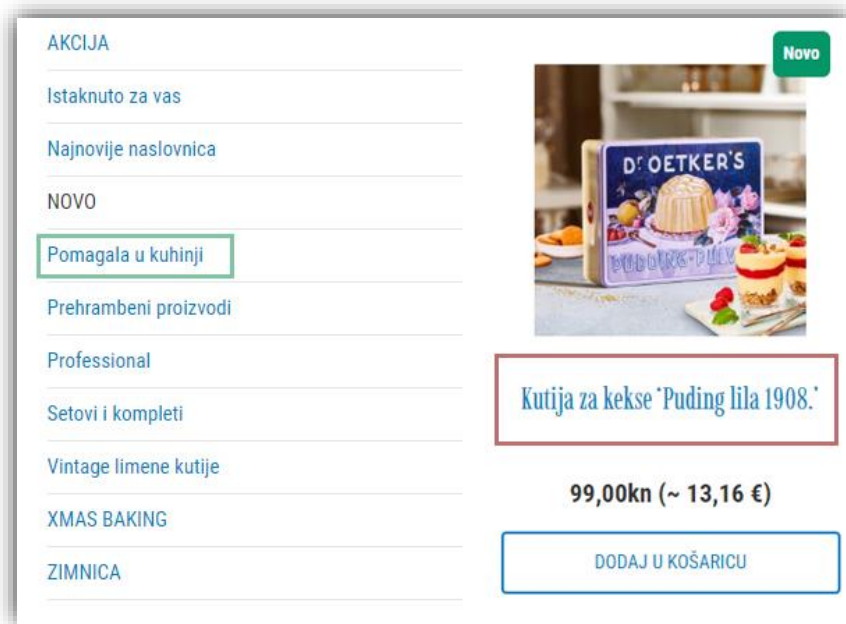 AKCIJA
Istaknuto za vas
Najnovije naslovnica
NOVO
Pomagala u kuhinji
Prehrambeni proizvodi
Professional
Setovi i kompleti
Vintage limene kutije
XMAS BAKING
ZIMNICA
Novo
DR OETKER'S
Kutija za kekse "Puding lila 1908."
99,00kn (~ 13,16 €)
DODAJ U KOŠARICU